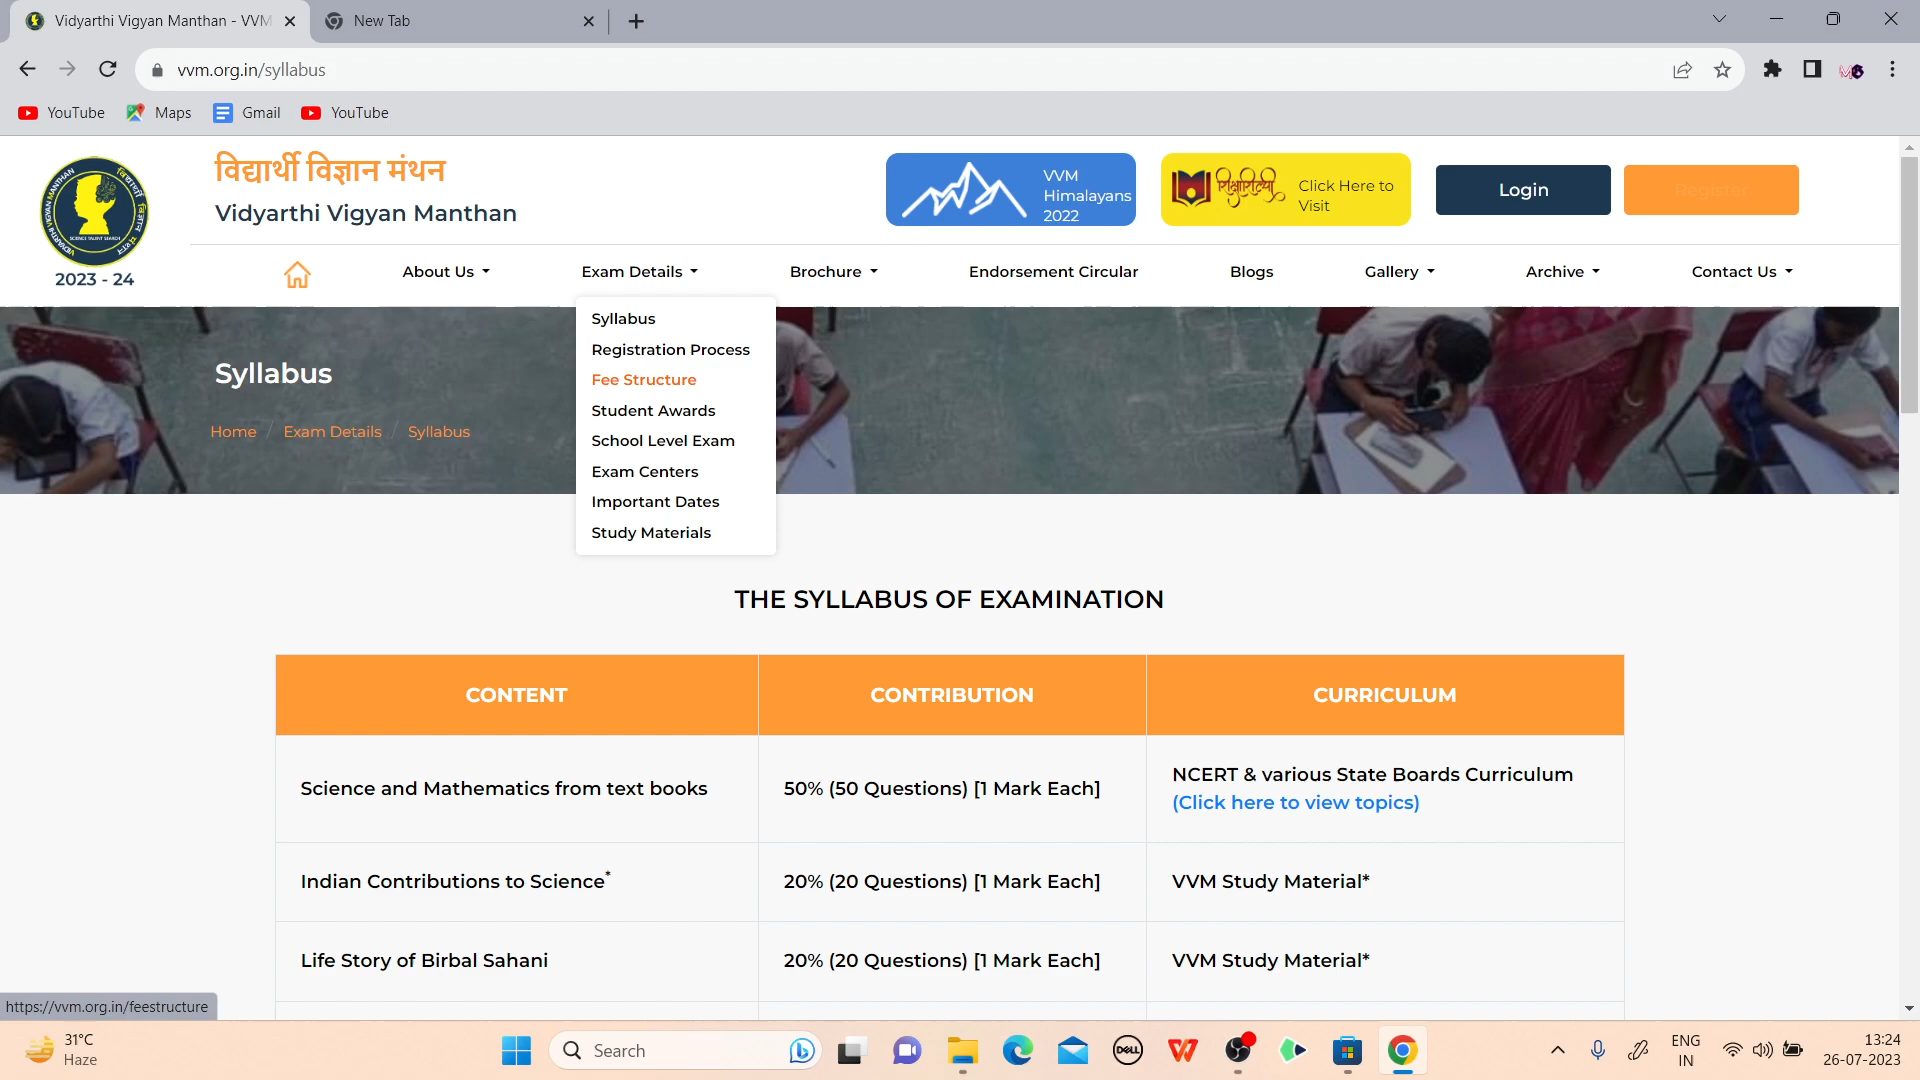 Vidyarthi Vigyan Manthan - VVM
New Tab
vvm.org.in/syllabus
YouTube
Maps
Gmail
YouTube
विद्यार्थी विज्ञान मंथन
Vidyarthi Vigyan Manthan
2023 - 24
VVM
Himalayans
2022
Click Here to
Visit
Login
Register
About Us
Exam Details
Brochure
Endorsement Circular
Blogs
Gallery
Archive
Contact Us
Syllabus
Registration Process
Fee Structure
Student Awards
School Level Exam
Exam Centers
Important Dates
Study Materials
Syllabus
Home / Exam Details / Syllabus
THE SYLLABUS OF EXAMINATION
CONTENT
CONTRIBUTION
CURRICULUM
Science and Mathematics from text books
50% (50 Questions) [1 Mark Each]
NCERT & various State Boards Curriculum
(Click here to view topics)
Indian Contributions to Science*
20% (20 Questions) [1 Mark Each]
VVM Study Material*
Life Story of Birbal Sahani
20% (20 Questions) [1 Mark Each]
VVM Study Material*
https://vvm.org.in/feestructure
31°C
Haze
Search
DELL
ENG
IN
13:24
26-07-2023